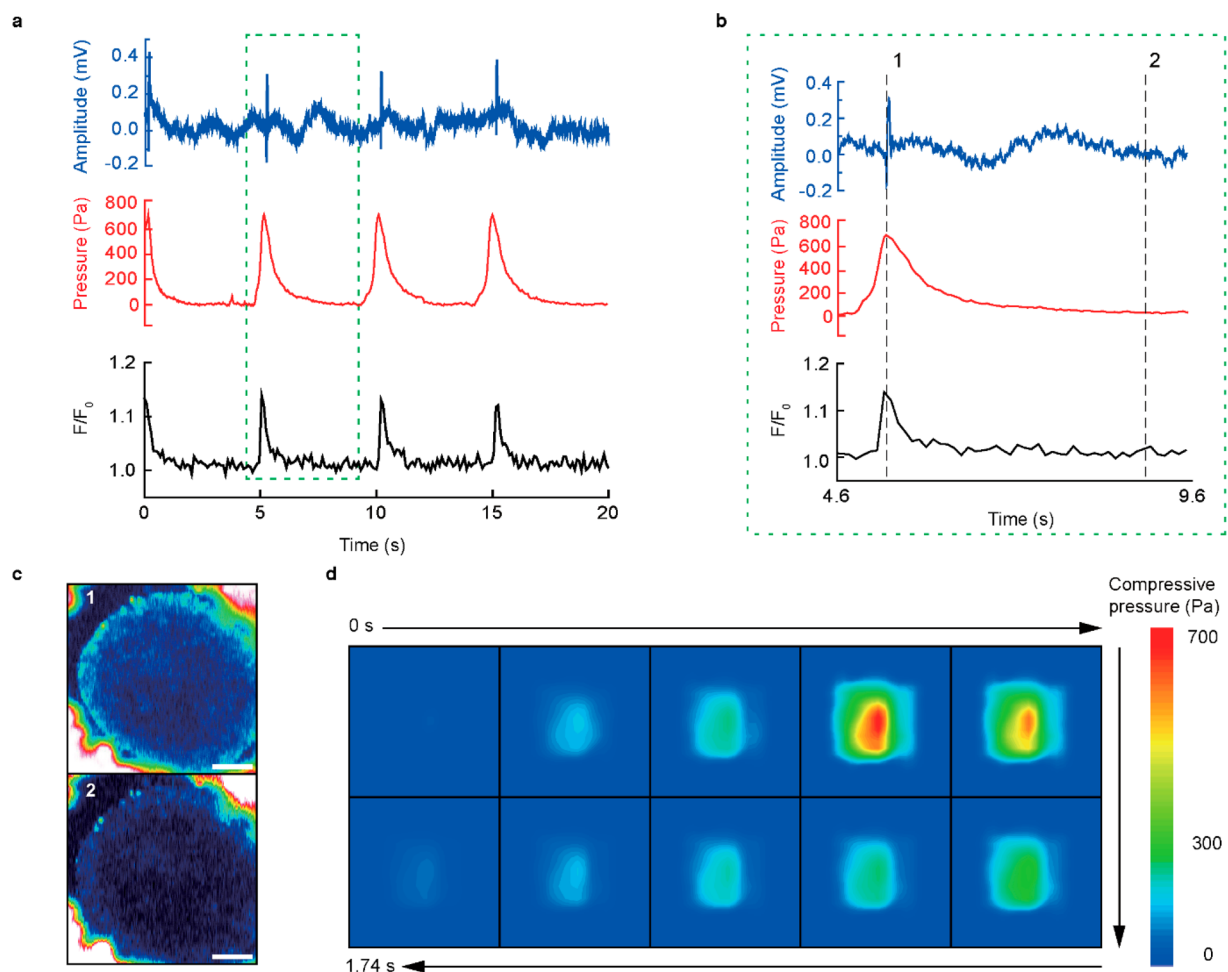 a
Amplitude (mV)
0.4
0.2
0.0
-0.2
Pressure (Pa)
800
600
400
200
0
F/F0
1.2
1.1
1.0
0 5 10 15 20
Time (s)
b
1 2
Amplitude (mV)
0.4
0.2
0.0
-0.2
Pressure (Pa)
800
600
400
200
0
F/F0
1.2
1.1
1.0
4.6 9.6
Time (s)
c
1
2
d
0 s
1.74 s
Compressive
pressure (Pa)
700
300
0